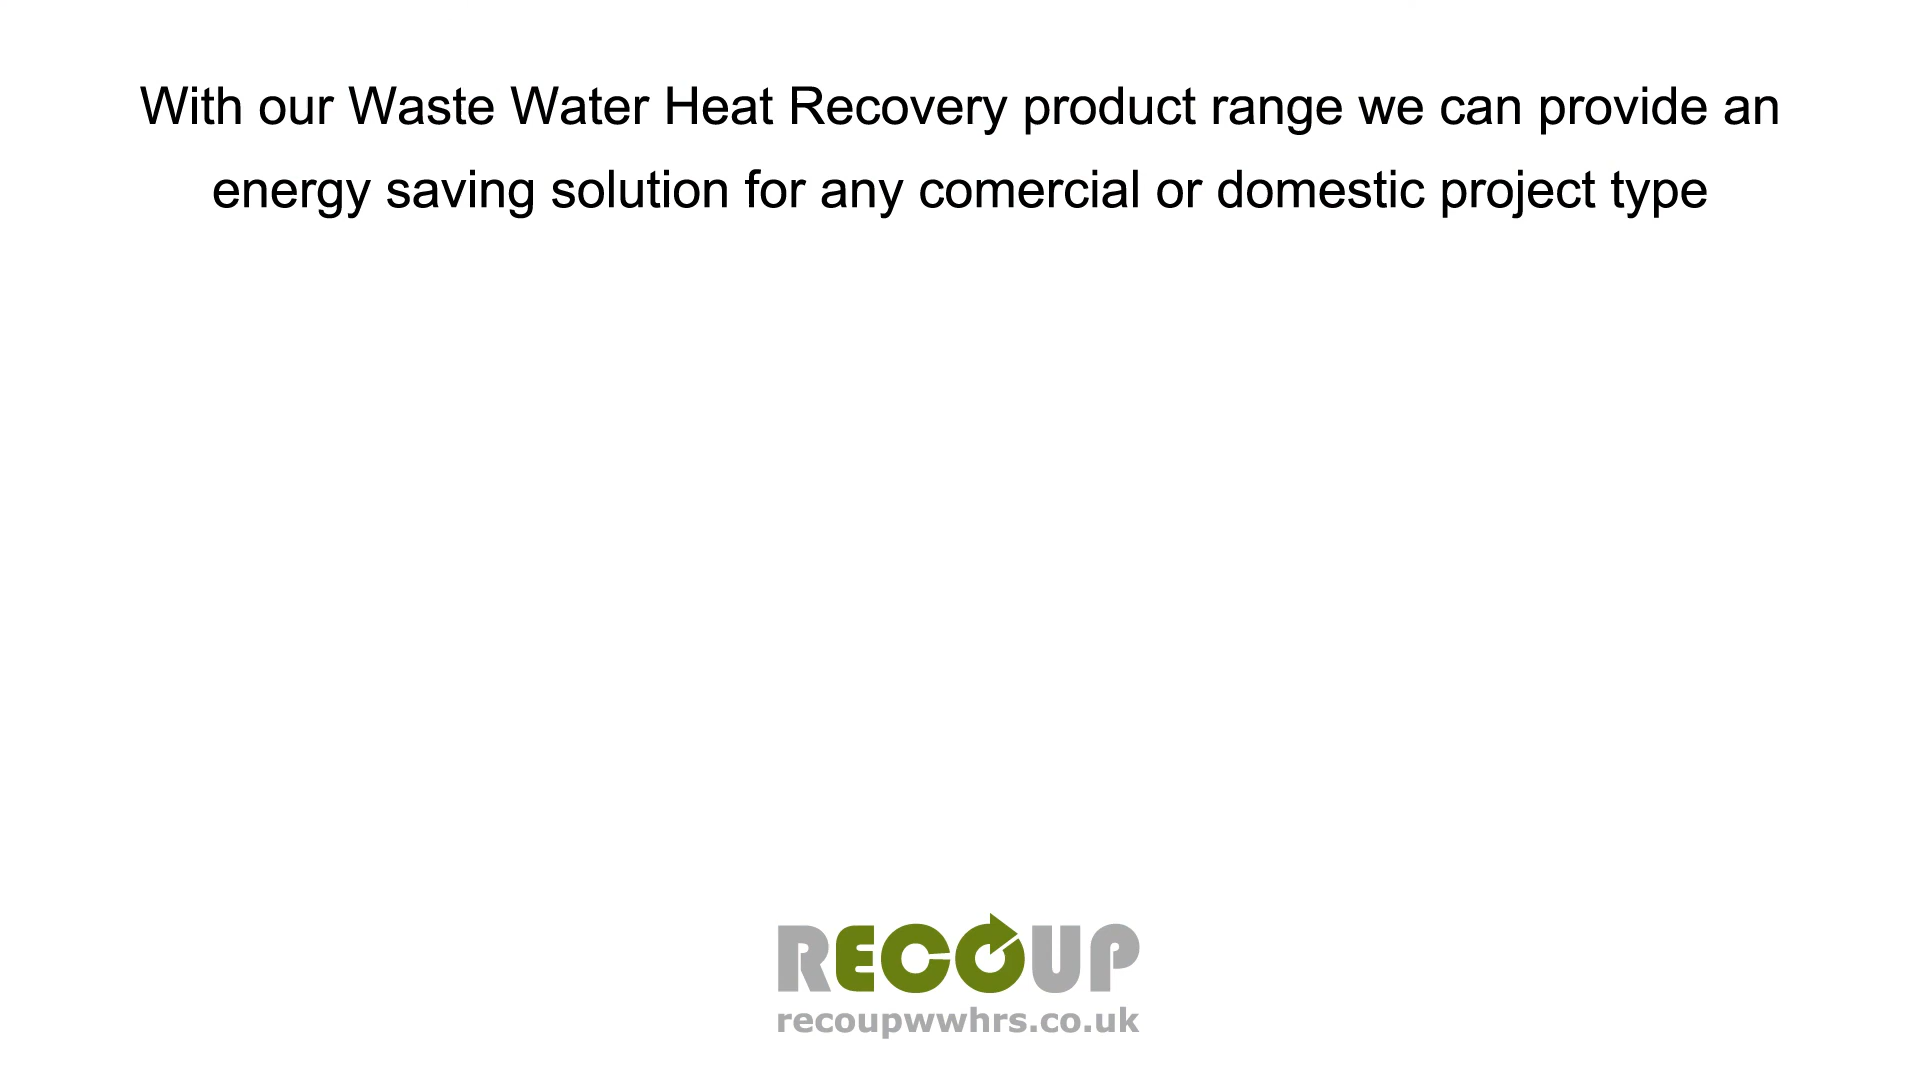 With our Waste Water Heat Recovery product range we can provide an
energy saving solution for any comercial or domestic project type
RECOUP
recoupwwhrs.co.uk